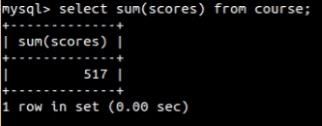 mysql> select sum(scores) from course;
+-------------+
| sum(scores) |
+-------------+
|         517 |
+-------------+
1 row in set (0.00 sec)